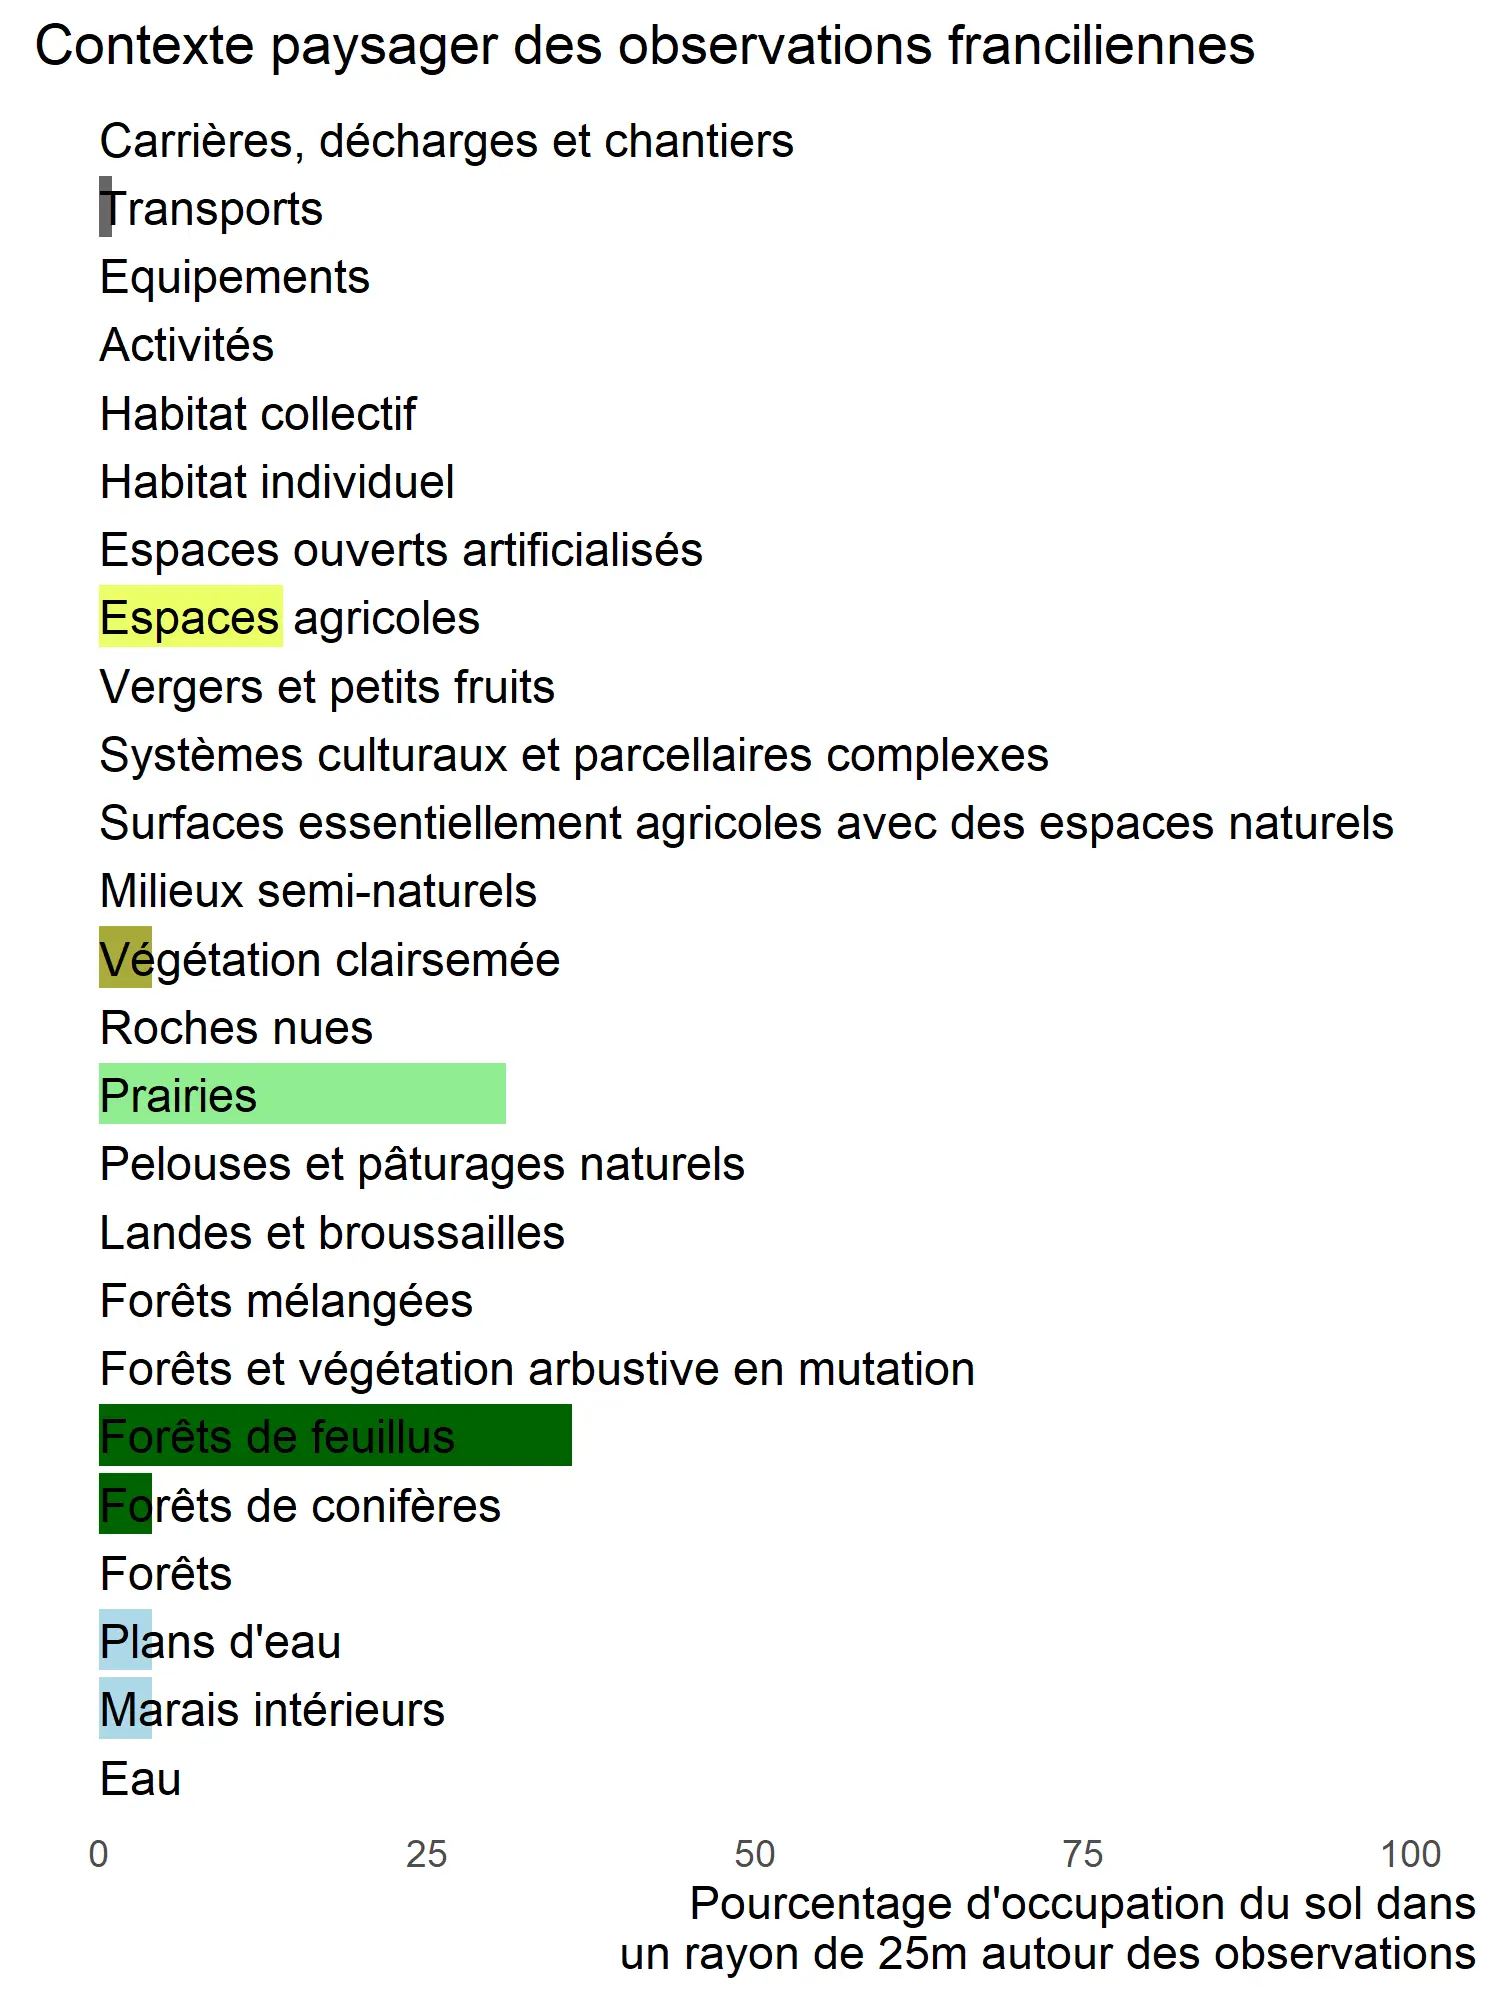 Contexte paysager des observations franciliennes
Carrières, décharges et chantiers
Transports
Equipements
Activités
Habitat collectif
Habitat individuel
Espaces ouverts artificialisés
Espaces agricoles
Vergers et petits fruits
Systèmes culturaux et parcellaires complexes
Surfaces essentiellement agricoles avec des espaces naturels
Milieux semi-naturels
Végétation clairsemée
Roches nues
Prairies
Pelouses et pâturages naturels
Landes et broussailles
Forêts mélangées
Forêts et végétation arbustive en mutation
Forêts de feuillus
Forêts de conifères
Forêts
Plans d'eau
Marais intérieurs
Eau
0 25 50 75 100
Pourcentage d'occupation du sol dans
un rayon de 25m autour des observations